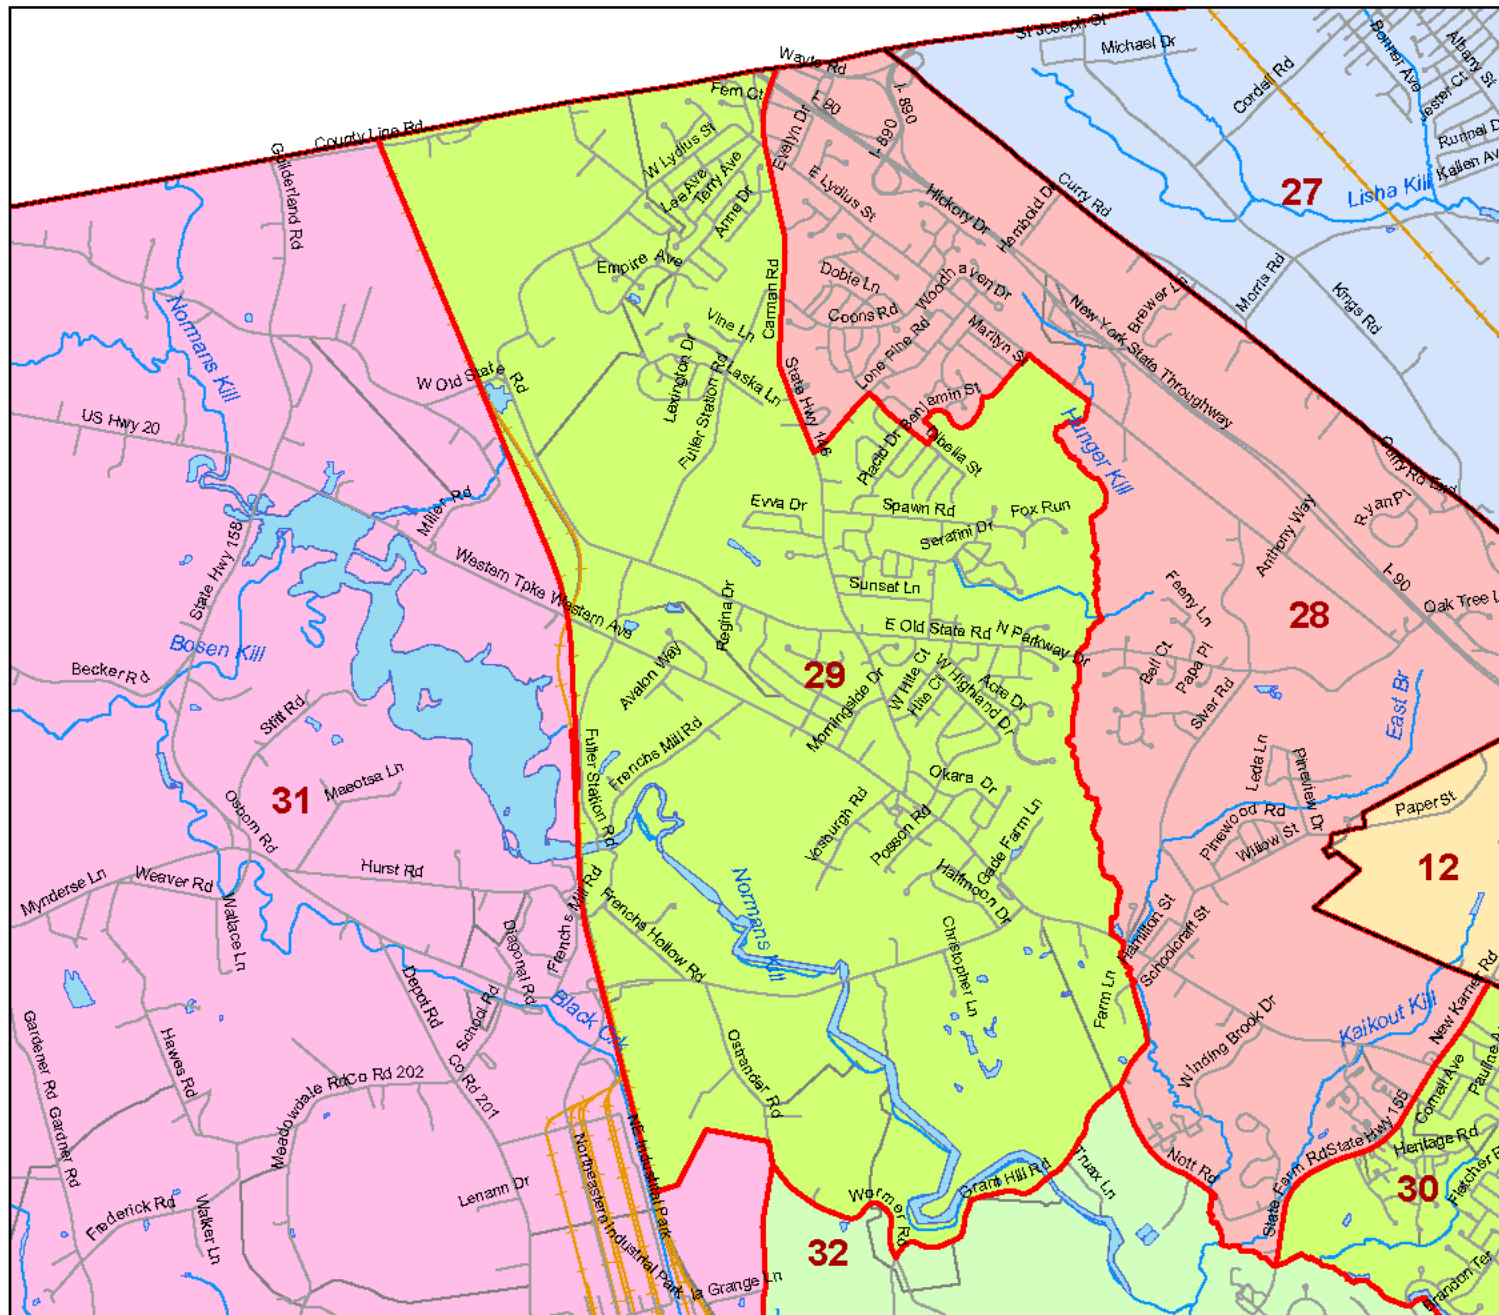 St Joseph St
Michael Dr
Bonner Ave
Albany St
Jester Ct
Wayle Rd
Cordell Rd
Fern Ct
I- 90
I- 890
I- 890
Runnel D
Kallen Av
County Line Rd
Guilderland Rd
W Lydius St
Evelyn Dr
Lee Ave
Terry Ave
Anne Dr
E Lydius St
Hickory Dr
Hemboid Dr
Curry Rd
27
Lisha Kill
Empire Ave
Normans Kill
Carman Rd
Dobie Ln
Woodhaven Dr
Coons Rd
Morris Rd
Kings Rd
Brewer Ln
Vine Ln
Lexington Dr
Laska Ln
Fuller Station Rd
Lone Pine Rd
Marilyn St
New York State Throughway
W Old State Rd
State Hwy 146
Benjamin St
Placid Dr
Dibella St
Hunger Kill
US Hwy 20
Curry Rd Extd
Miller Rd
Evva Dr
Spawn Rd
Fox Run
Serafini Dr
Ryan Pl
Anthony Way
State Hwy 158
Western Tpke
Western Ave
Regina Dr
Sunset Ln
I- 90
Feeny Ln
28
Oak Tree L
E Old State Rd
N Parkway Dr
Bosen Kill
Becker Rd
Avalon Way
29
W Hite Ct
Hite Ct
W Highland Dr
Acre Dr
Bell Ct
Papa Pl
Siver Rd
East Br
Morningside Dr
Stitt Rd
Fuller Station Rd
Frenchs Mill Rd
Okara Dr
Leda Ln
Pineview Dr
Maeotsa Ln
31
Osborn Rd
Vosburgh Rd
Posson Rd
Gade Farm Ln
Halfmoon Dr
Pinewood Rd
Willow St
Paper St
12
Hurst Rd
Mynderse Ln
Weaver Rd
Wallace Ln
Frenchs Mill Rd
Diagonal Rd
Frenchs Hollow Rd
Normans Kill
Christopher Ln
Hamilton St
Schoolcraft St
Farm Ln
Depot Rd
School Rd
Black Crk
Winding Brook Dr
Kaikout Kill
New Karner Rd
Gardener Rd
Gardner Rd
Hawes Rd
Meadowdale Rd
Co Rd 202
Co Rd 201
Ostrander Rd
NE Industrial Park
Northeastern Industrial Park
Cornell Ave
Pauline A
State Hwy 155
Heritage Rd
State Farm Rd
Nott Rd
Truax Ln
Grant Hill Rd
Wormer Rd
Lenann Dr
Frederick Rd
Walker Ln
30
Fletcher R
32
la Grange Ln
Brandon Ter